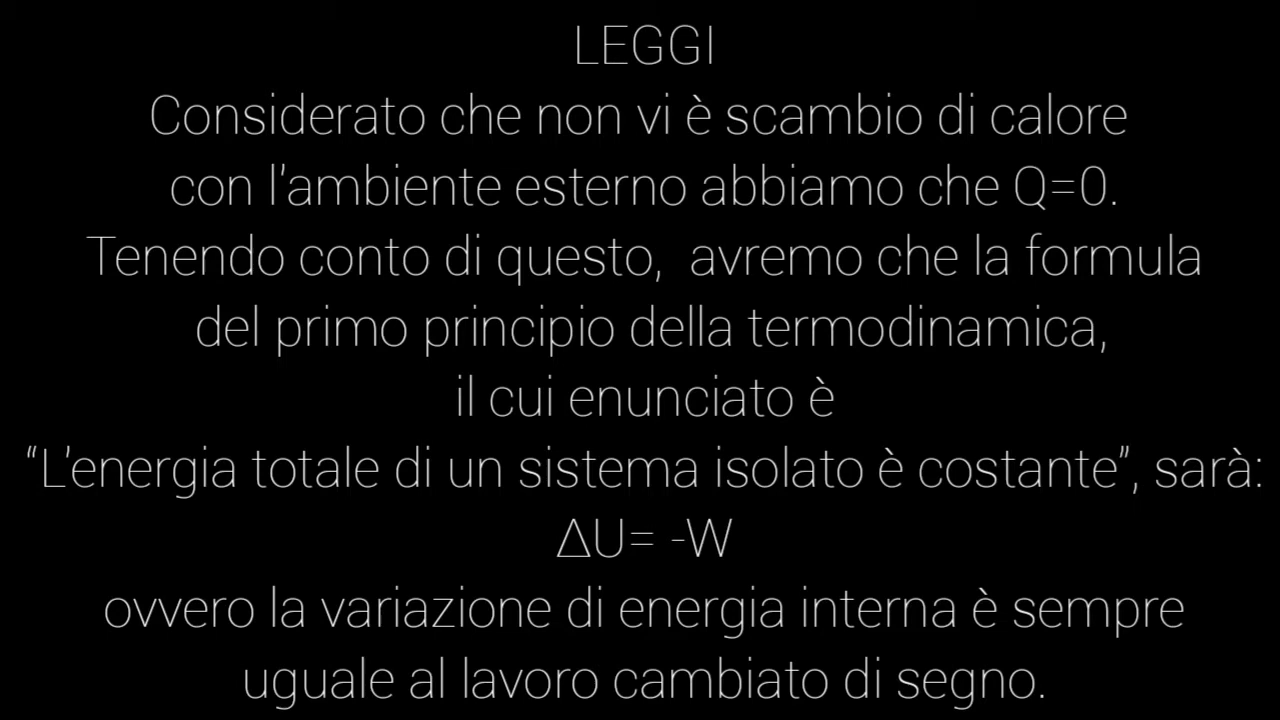 LEGGI
Considerato che non vi è scambio di calore
con l'ambiente esterno abbiamo che Q=0.
Tenendo conto di questo,  avremo che la formula
del primo principio della termodinamica,
il cui enunciato è
“L'energia totale di un sistema isolato è costante”, sarà:
ΔU= -W
ovvero la variazione di energia interna è sempre
uguale al lavoro cambiato di segno.